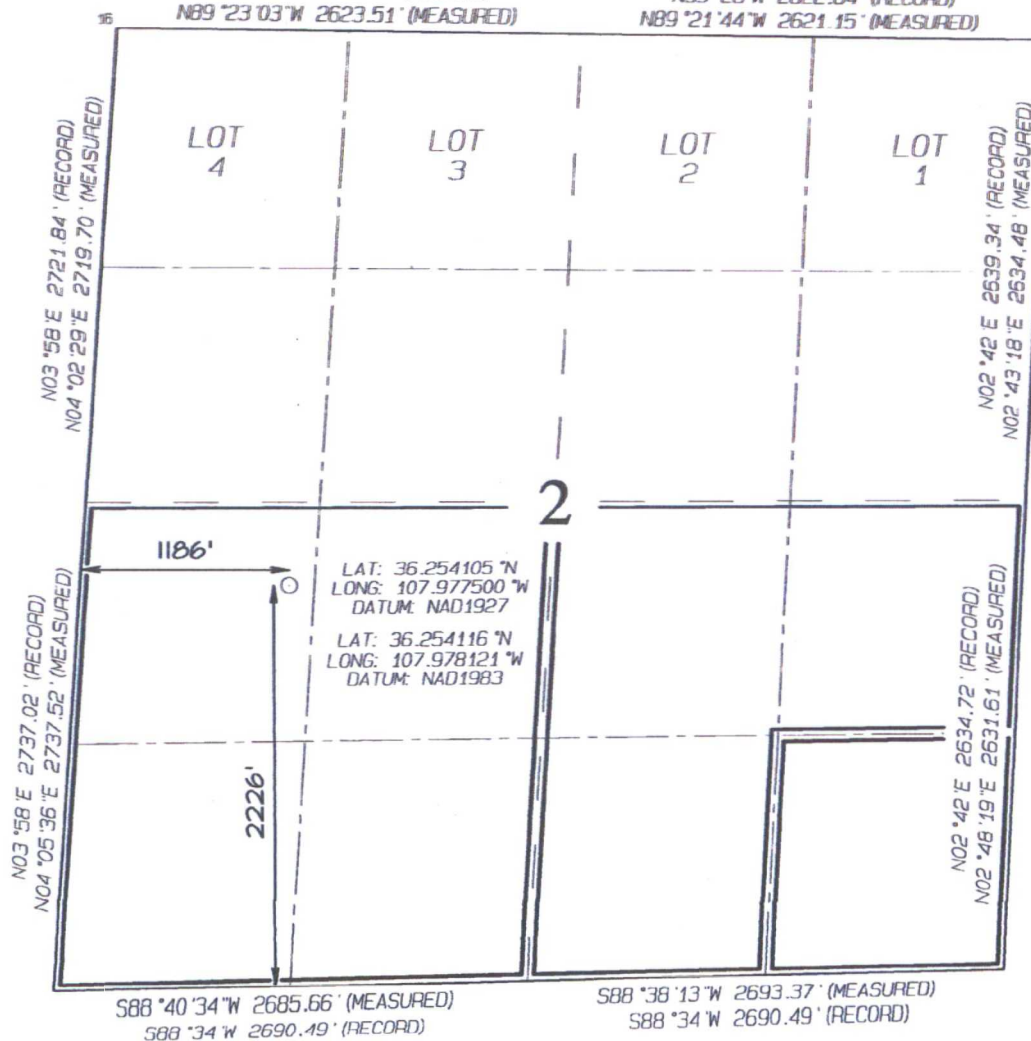 N89°23'03"W 2623.51' (MEASURED)
N89°21'44"W 2621.15' (MEASURED)
16
LOT
4
LOT
3
LOT
2
LOT
1
N03°58'E 2721.84' (RECORD)
N04°02'29"E 2719.70' (MEASURED)
N02°42'E 2639.34' (RECORD)
N02°43'18"E 2634.48' (MEASURED)
2
1186'
LAT: 36.254105°N
LONG: 107.977500°W
DATUM: NAD1927
LAT: 36.254116°N
LONG: 107.978121°W
DATUM: NAD1983
2226'
N03°58'E 2737.02' (RECORD)
N04°05'36"E 2737.52' (MEASURED)
N02°42'E 2634.72' (RECORD)
N02°48'19"E 2631.61' (MEASURED)
S88°40'34"W 2685.66' (MEASURED)
S88°34'W 2690.49' (RECORD)
S88°38'13"W 2693.37' (MEASURED)
S88°34'W 2690.49' (RECORD)